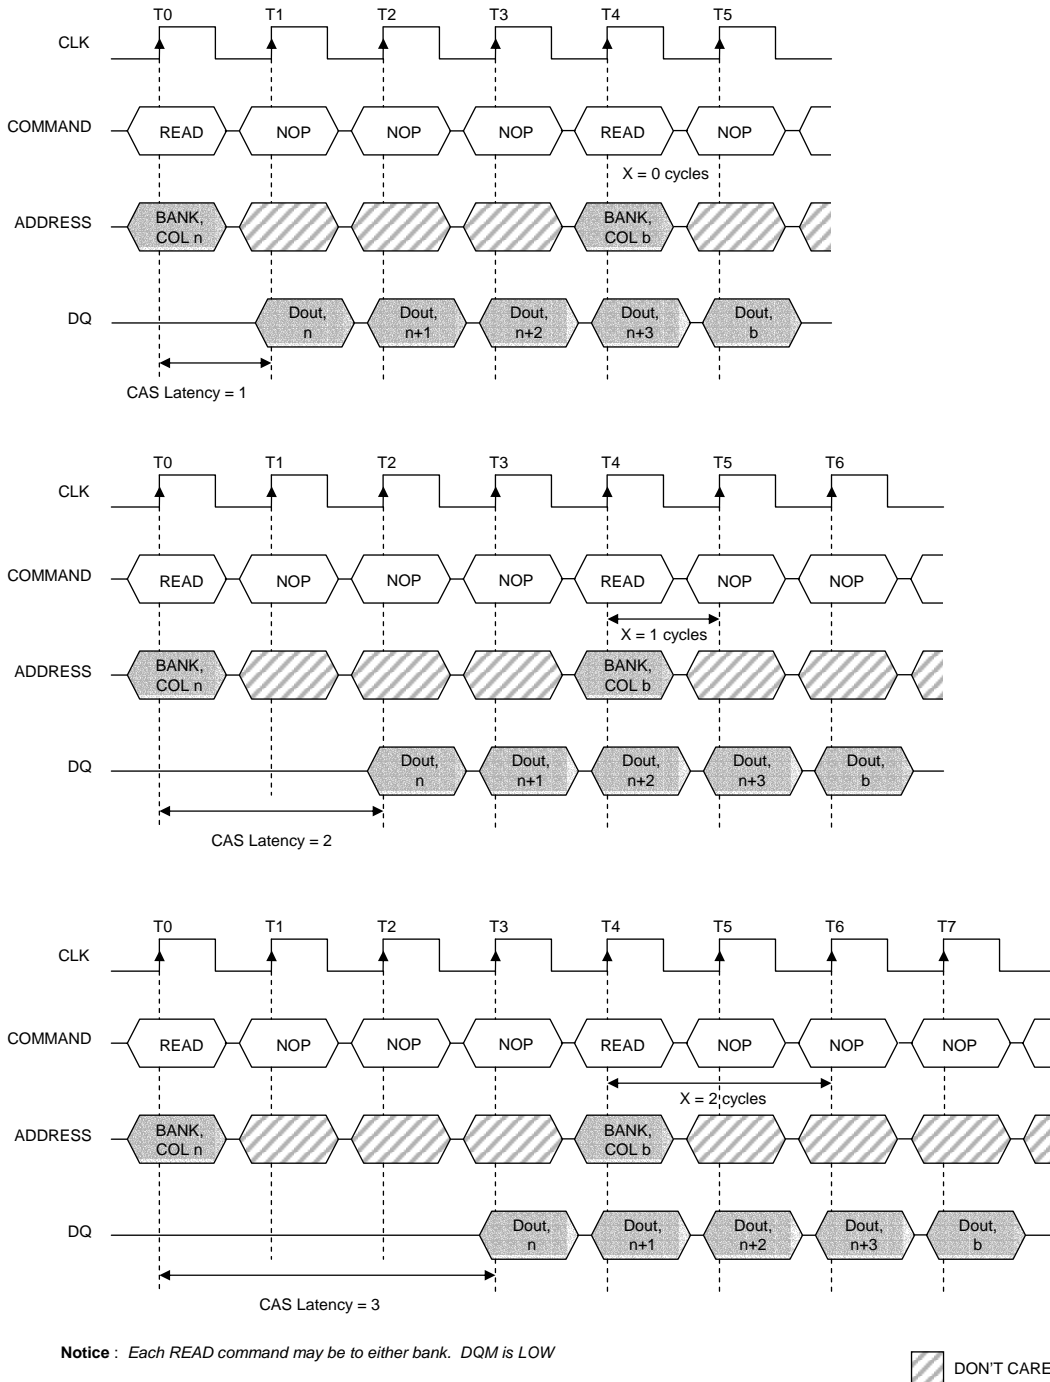 T0 T1 T2 T3 T4 T5
CLK
COMMAND READ NOP NOP NOP READ NOP
X = 0 cycles
ADDRESS BANK, COL n BANK, COL b
DQ Dout, n Dout, n+1 Dout, n+2 Dout, n+3 Dout, b
CAS Latency = 1
T0 T1 T2 T3 T4 T5 T6
CLK
COMMAND READ NOP NOP NOP READ NOP NOP
X = 1 cycles
ADDRESS BANK, COL n BANK, COL b
DQ Dout, n Dout, n+1 Dout, n+2 Dout, n+3 Dout, b
CAS Latency = 2
T0 T1 T2 T3 T4 T5 T6 T7
CLK
COMMAND READ NOP NOP NOP READ NOP NOP NOP
X = 2 cycles
ADDRESS BANK, COL n BANK, COL b
DQ Dout, n Dout, n+1 Dout, n+2 Dout, n+3 Dout, b
CAS Latency = 3
Notice : Each READ command may be to either bank. DQM is LOW
DON'T CARE